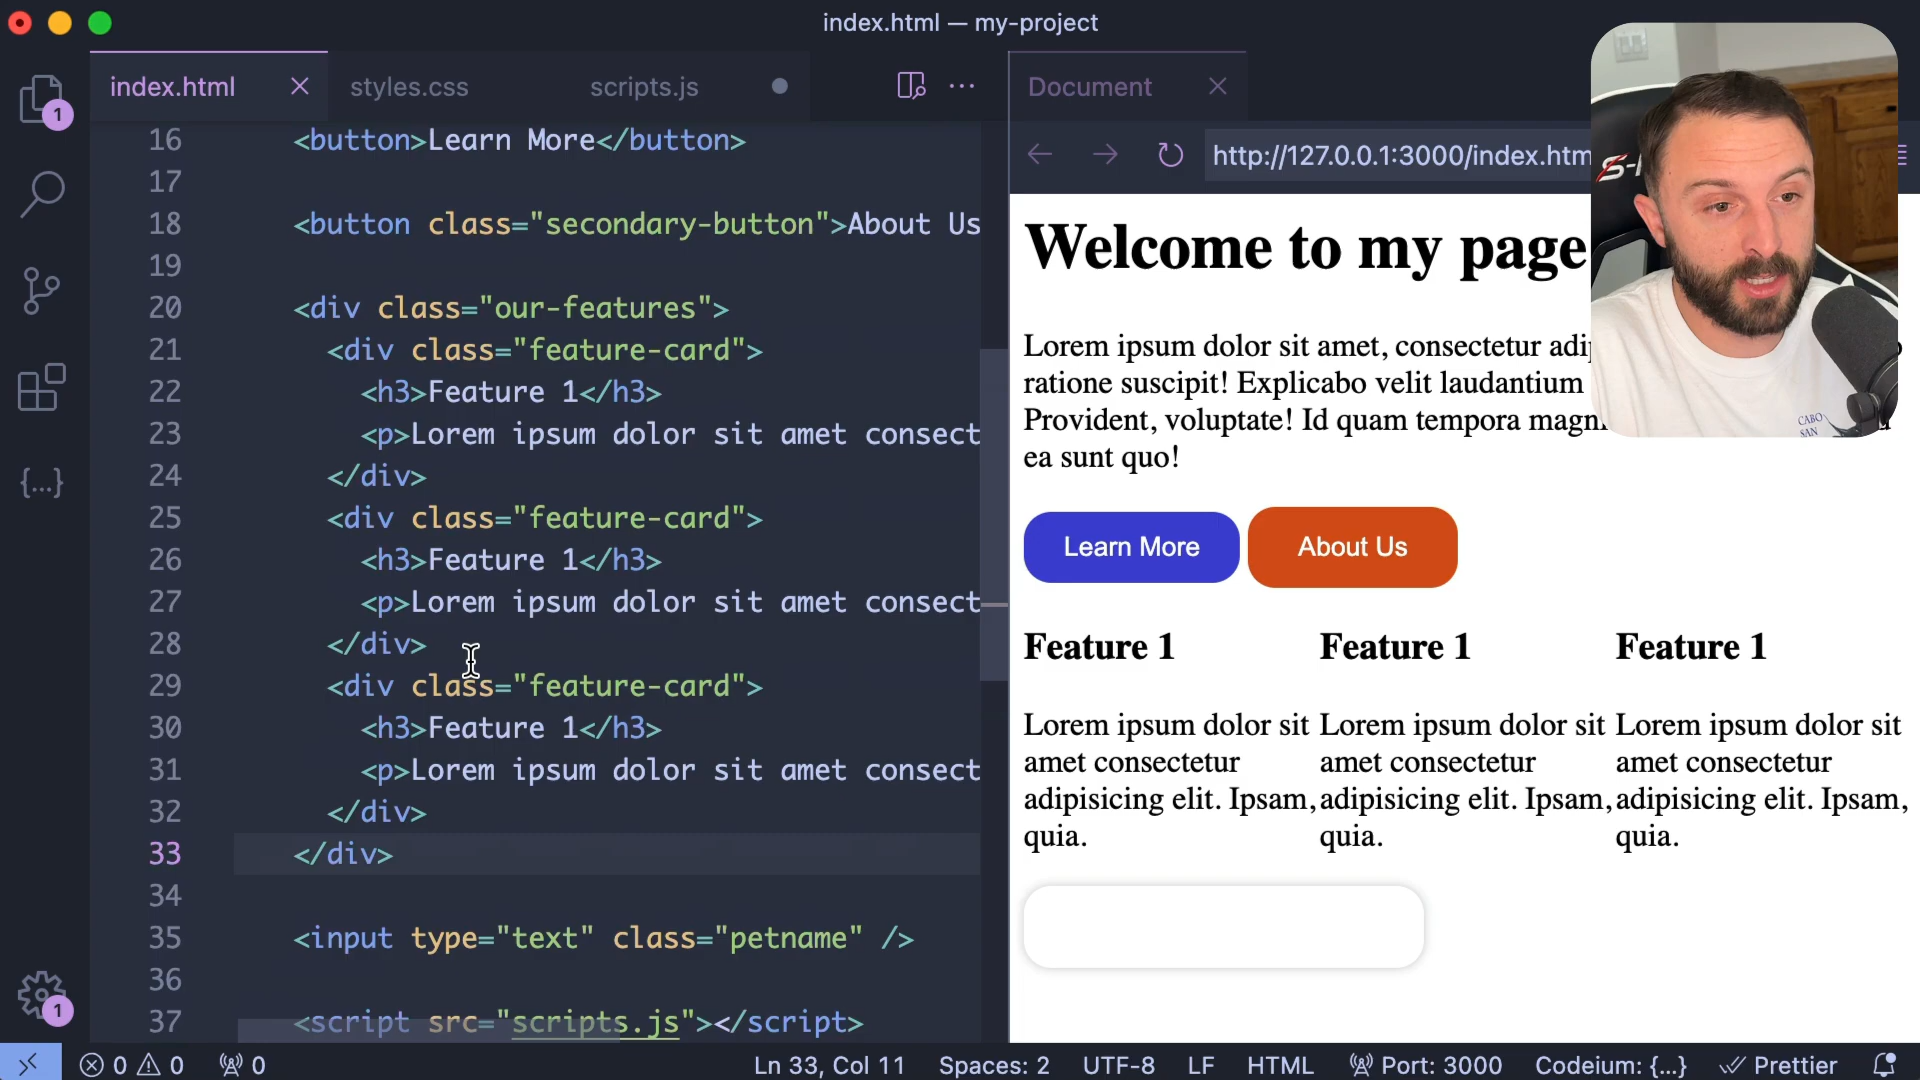 index.html — my-project
index.html
styles.css
scripts.js
Document
http://127.0.0.1:3000/index.htm
1
16 <button>Learn More</button>
17
18 <button class="secondary-button">About Us
19
20 <div class="our-features">
21 <div class="feature-card">
22 <h3>Feature 1</h3>
23 <p>Lorem ipsum dolor sit amet consect
24 </div>
25 <div class="feature-card">
26 <h3>Feature 1</h3>
27 <p>Lorem ipsum dolor sit amet consect
28 </div>
29 <div class="feature-card">
30 <h3>Feature 1</h3>
31 <p>Lorem ipsum dolor sit amet consect
32 </div>
33 </div>
34
35 <input type="text" class="petname" />
36
37 <script src="scripts.js"></script>
{...}
1
Welcome to my page
Lorem ipsum dolor sit amet, consectetur
ratione suscipit! Explicabo velit laudantium
Provident, voluptate! Id quam tempora
ea sunt quo!
Learn More
About Us
Feature 1
Lorem ipsum dolor sit
amet consectetur
adipisicing elit. Ipsam,
quia.
Feature 1
Lorem ipsum dolor sit
amet consectetur
adipisicing elit. Ipsam,
quia.
Feature 1
Lorem ipsum dolor sit
amet consectetur
adipisicing elit. Ipsam,
quia.
CABO
SAN
0 0 0 Ln 33, Col 11 Spaces: 2 UTF-8 LF HTML Port: 3000 Codeium: {...} Prettier